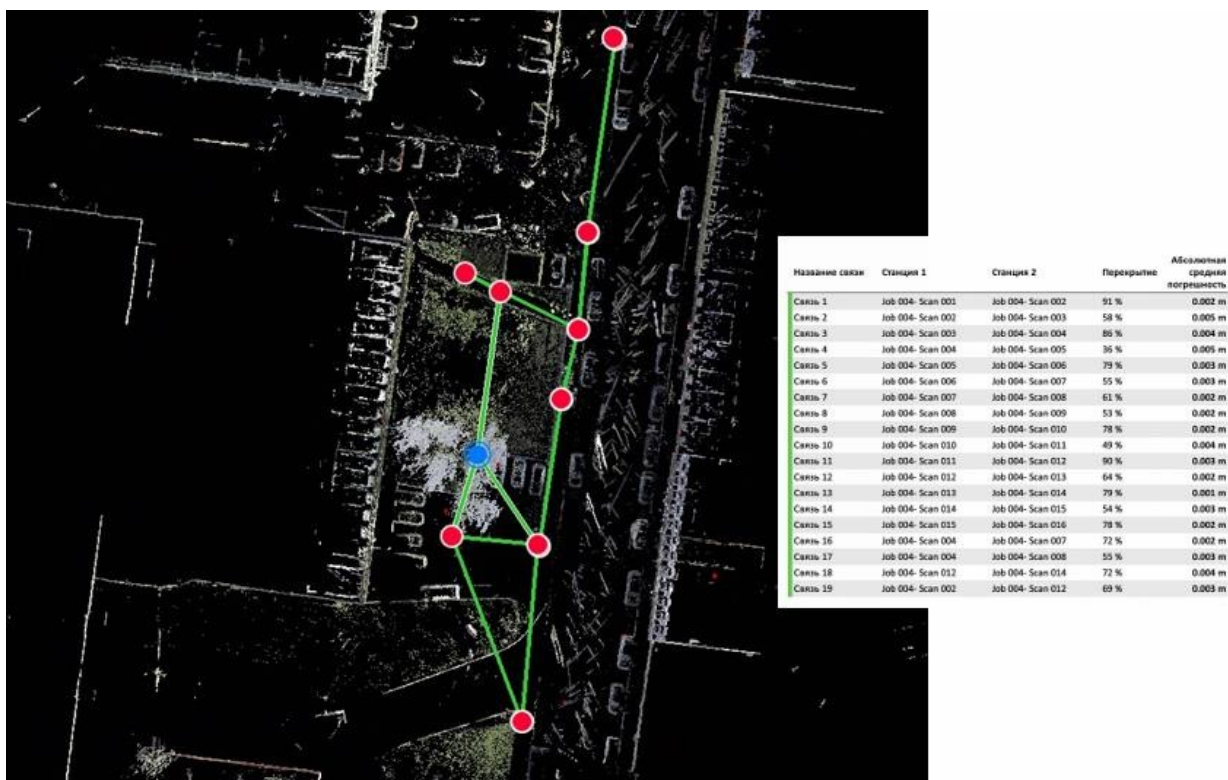 Название связи Станция 1 Станция 2 Перекрытие Абсолютная средняя погрешность
Связь 1 Job 004- Scan 001 Job 004- Scan 002 91 % 0.002 m
Связь 2 Job 004- Scan 002 Job 004- Scan 003 58 % 0.005 m
Связь 3 Job 004- Scan 003 Job 004- Scan 004 86 % 0.004 m
Связь 4 Job 004- Scan 004 Job 004- Scan 005 36 % 0.005 m
Связь 5 Job 004- Scan 005 Job 004- Scan 006 79 % 0.003 m
Связь 6 Job 004- Scan 006 Job 004- Scan 007 55 % 0.003 m
Связь 7 Job 004- Scan 007 Job 004- Scan 008 61 % 0.002 m
Связь 8 Job 004- Scan 008 Job 004- Scan 009 53 % 0.002 m
Связь 9 Job 004- Scan 009 Job 004- Scan 010 78 % 0.002 m
Связь 10 Job 004- Scan 010 Job 004- Scan 011 49 % 0.004 m
Связь 11 Job 004- Scan 011 Job 004- Scan 012 90 % 0.003 m
Связь 12 Job 004- Scan 012 Job 004- Scan 013 64 % 0.002 m
Связь 13 Job 004- Scan 013 Job 004- Scan 014 79 % 0.001 m
Связь 14 Job 004- Scan 014 Job 004- Scan 015 54 % 0.003 m
Связь 15 Job 004- Scan 015 Job 004- Scan 016 78 % 0.002 m
Связь 16 Job 004- Scan 004 Job 004- Scan 007 72 % 0.002 m
Связь 17 Job 004- Scan 004 Job 004- Scan 008 55 % 0.003 m
Связь 18 Job 004- Scan 012 Job 004- Scan 014 72 % 0.004 m
Связь 19 Job 004- Scan 002 Job 004- Scan 012 69 % 0.003 m